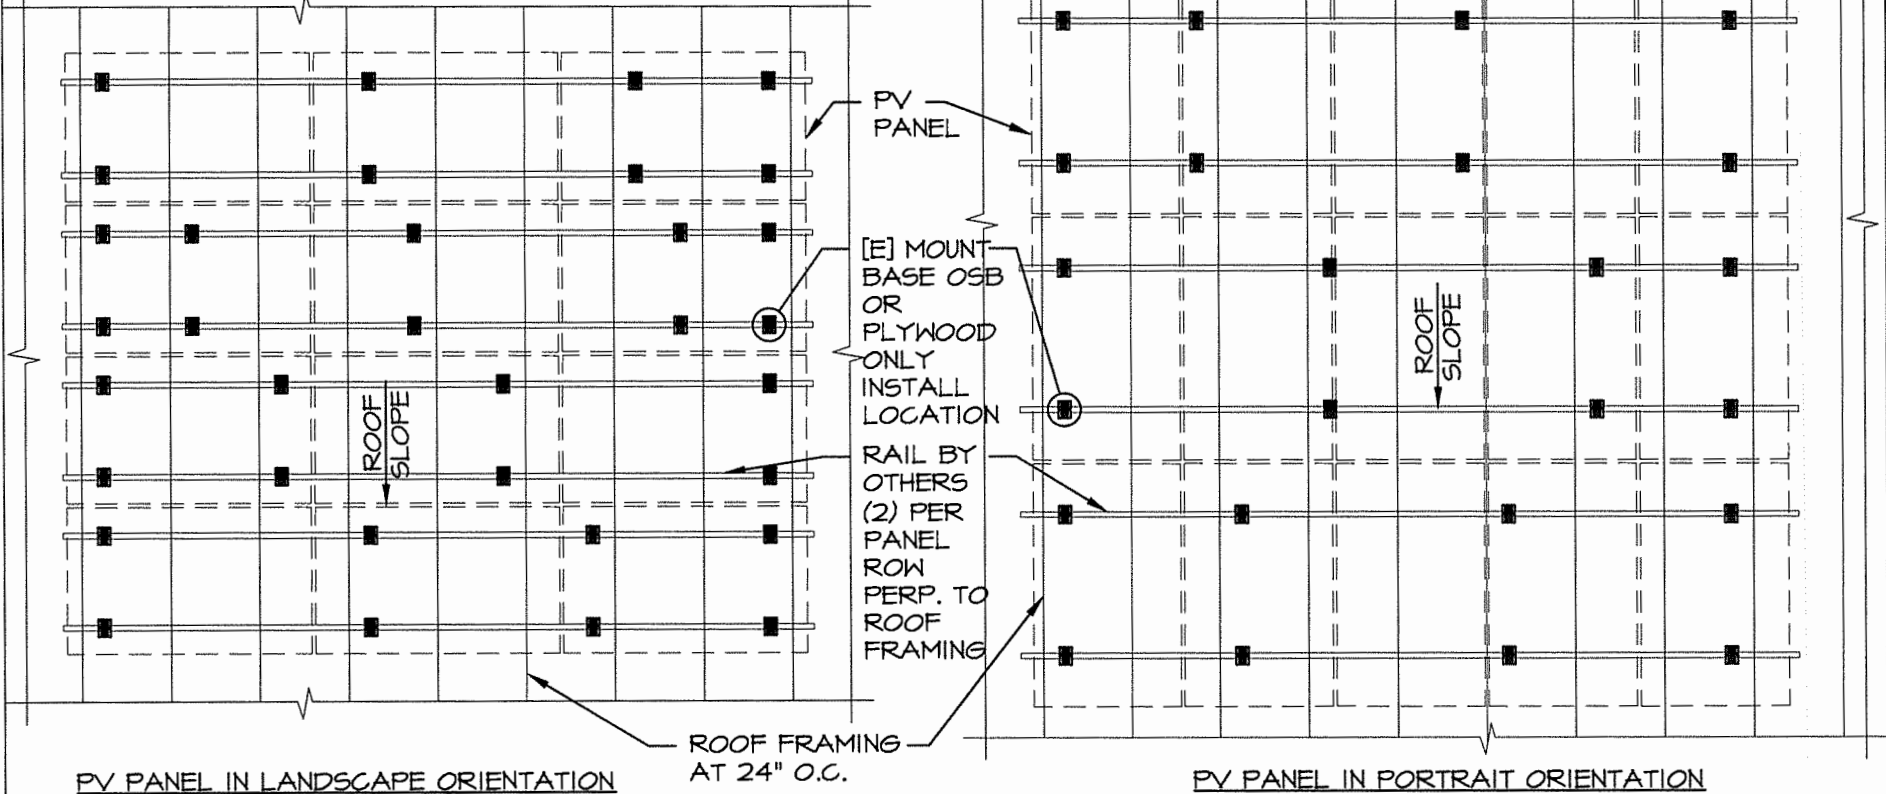 PV
PANEL
[E] MOUNT
BASE OSB
OR
PLYWOOD
ONLY
INSTALL
LOCATION
RAIL BY
OTHERS
(2) PER
PANEL
ROW
PERP. TO
ROOF
FRAMING
ROOF
SLOPE
ROOF
SLOPE
ROOF FRAMING
AT 24" O.C.
PV PANEL IN LANDSCAPE ORIENTATION
PV PANEL IN PORTRAIT ORIENTATION